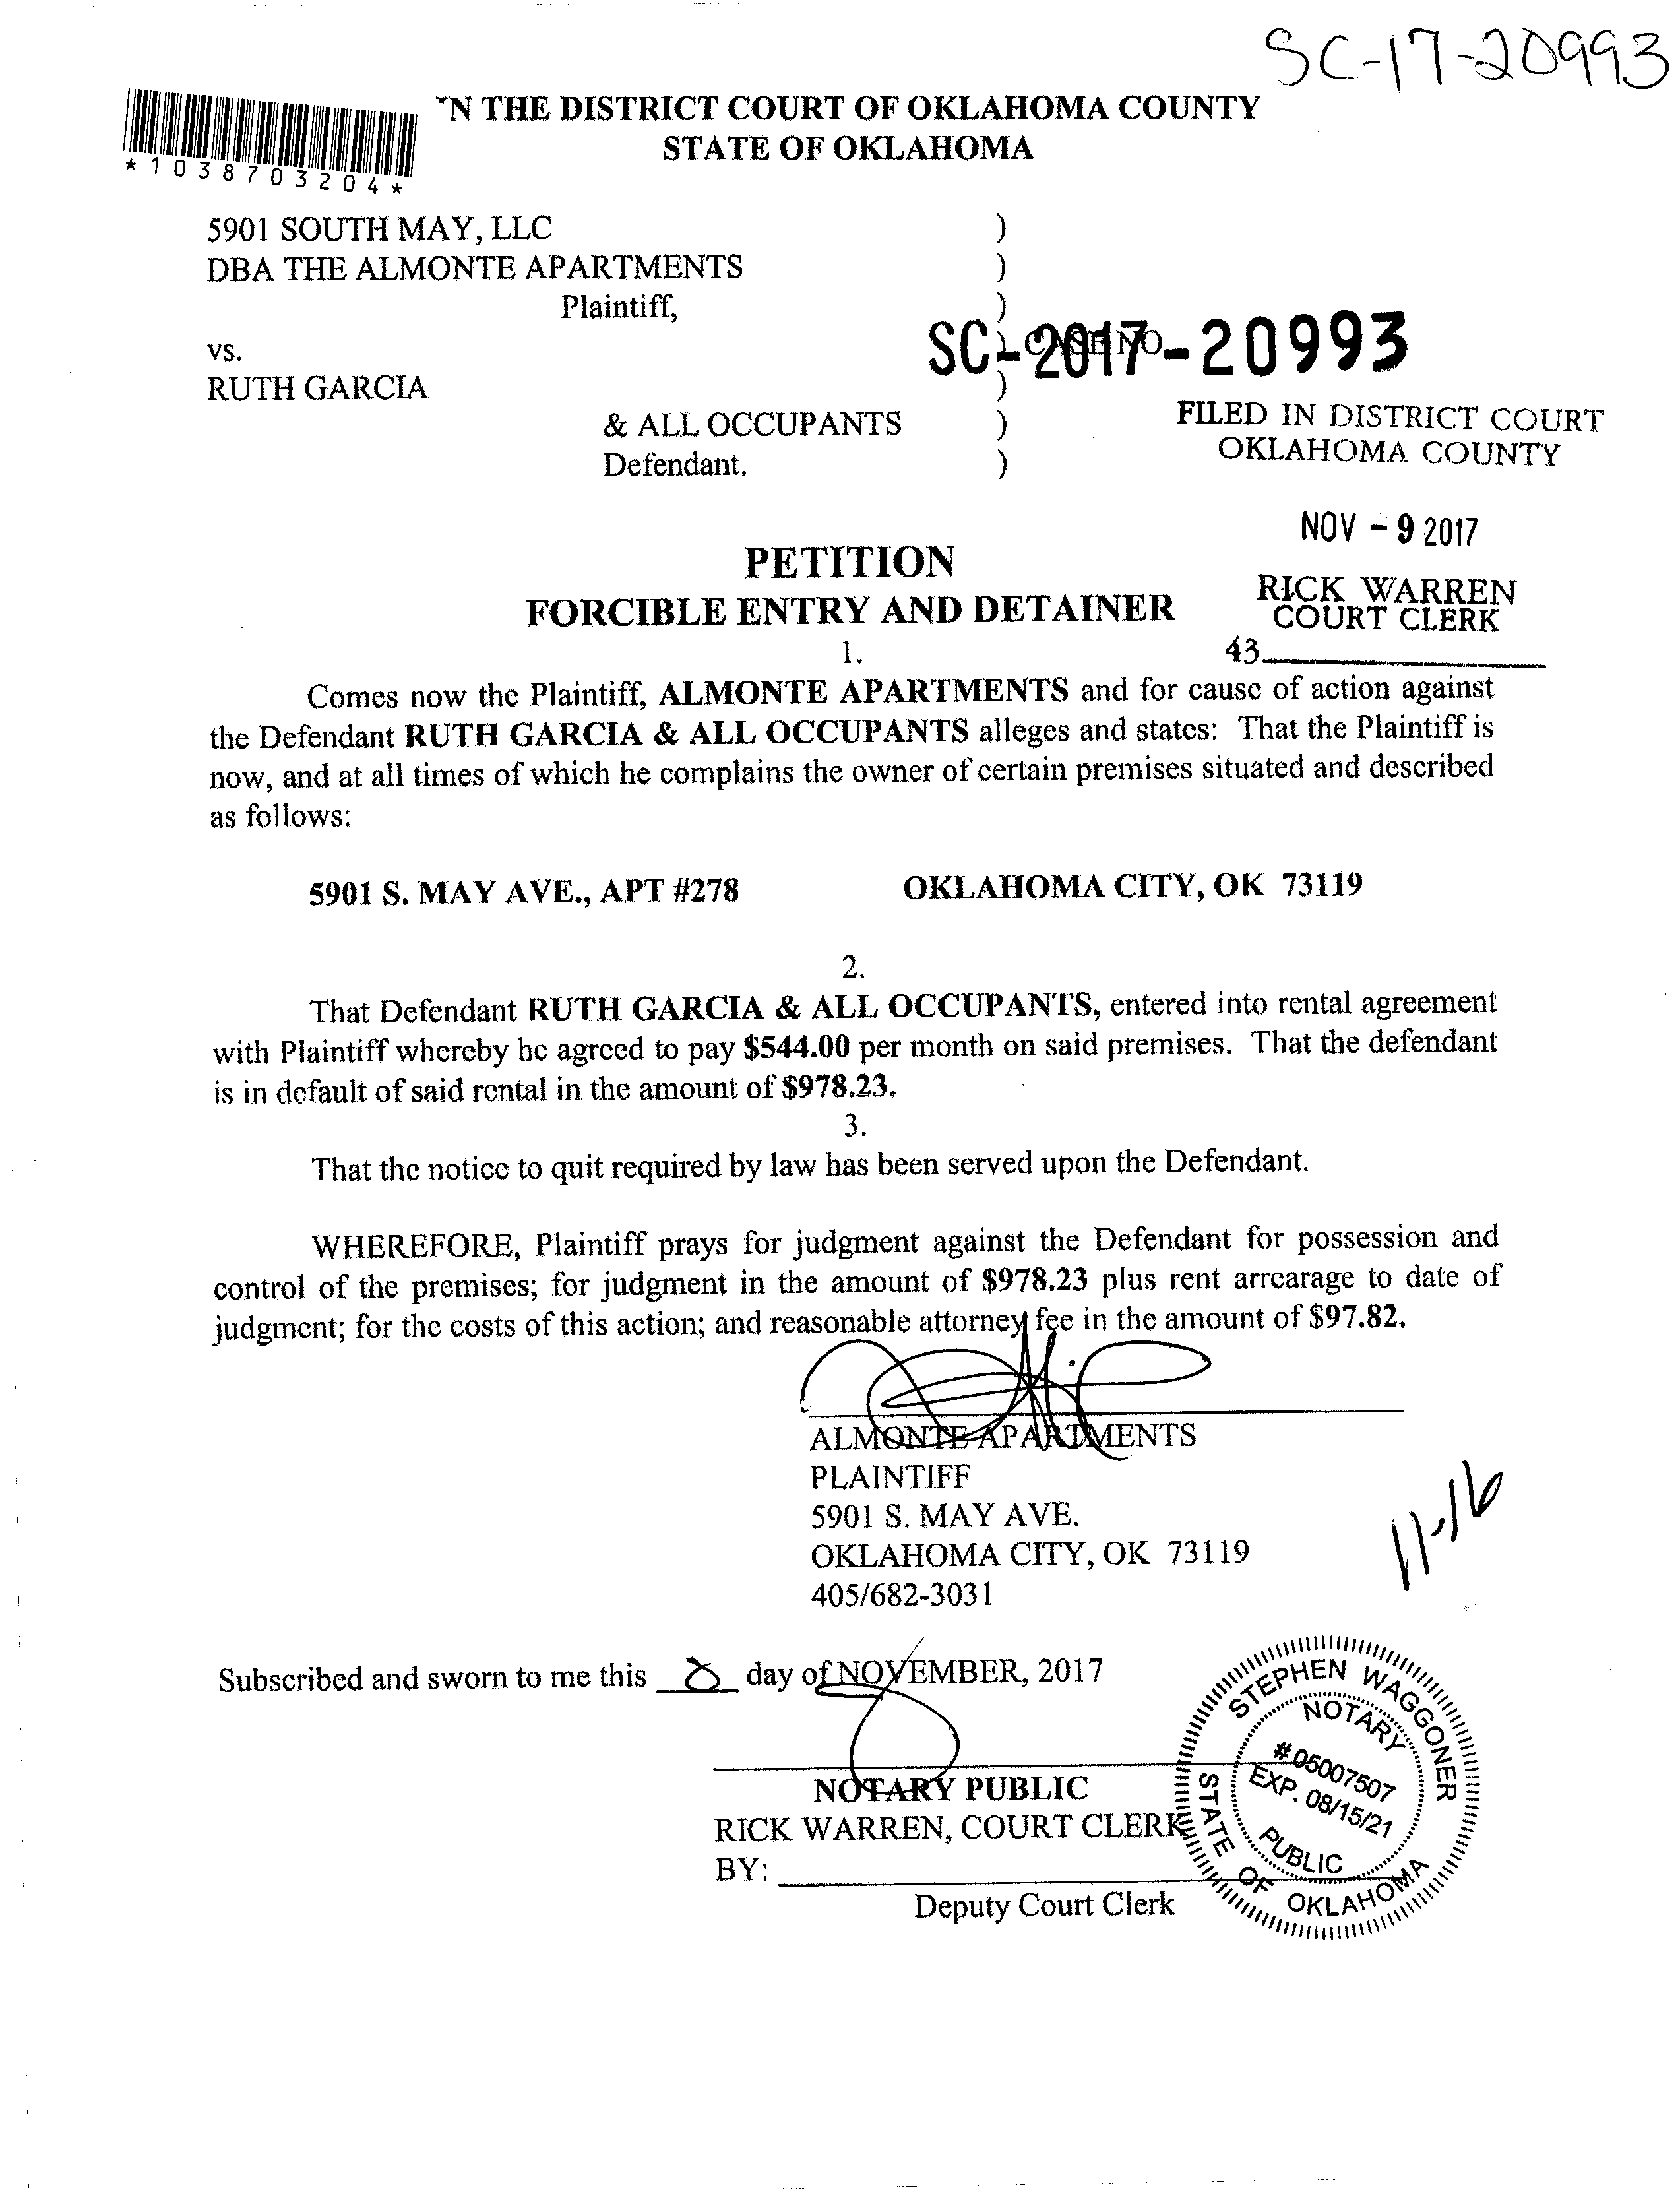 SC-17-20993
*1038703204*
IN THE DISTRICT COURT OF OKLAHOMA COUNTY
STATE OF OKLAHOMA
5901 SOUTH MAY, LLC )
DBA THE ALMONTE APARTMENTS )
Plaintiff, )
vs. ) CASE NO
SC-2017-20993
RUTH GARCIA )
& ALL OCCUPANTS )
Defendant. )
FILED IN DISTRICT COURT
OKLAHOMA COUNTY
NOV - 9 2017
RICK WARREN
COURT CLERK
43
PETITION
FORCIBLE ENTRY AND DETAINER
1.
Comes now the Plaintiff, ALMONTE APARTMENTS and for cause of action against
the Defendant RUTH GARCIA & ALL OCCUPANTS alleges and states: That the Plaintiff is
now, and at all times of which he complains the owner of certain premises situated and described
as follows:
5901 S. MAY AVE., APT #278 OKLAHOMA CITY, OK 73119
2.
That Defendant RUTH GARCIA & ALL OCCUPANTS, entered into rental agreement
with Plaintiff whereby he agreed to pay $544.00 per month on said premises. That the defendant
is in default of said rental in the amount of $978.23.
3.
That the notice to quit required by law has been served upon the Defendant.
WHEREFORE, Plaintiff prays for judgment against the Defendant for possession and
control of the premises; for judgment in the amount of $978.23 plus rent arrearage to date of
judgment; for the costs of this action; and reasonable attorney fee in the amount of $97.82.
ALMONTE APARTMENTS
PLAINTIFF
5901 S. MAY AVE.
OKLAHOMA CITY, OK 73119
405/682-3031
11-16
Subscribed and sworn to me this 8 day of NOVEMBER, 2017
NOTARY PUBLIC
RICK WARREN, COURT CLERK
BY:
Deputy Court Clerk
STEPHEN WAGGONER
NOTARY
# 05007507
EXP. 08/15/21
PUBLIC
STATE OF OKLAHOMA